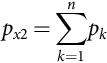 p_{x2} = \sum_{k=1}^{n} p_k